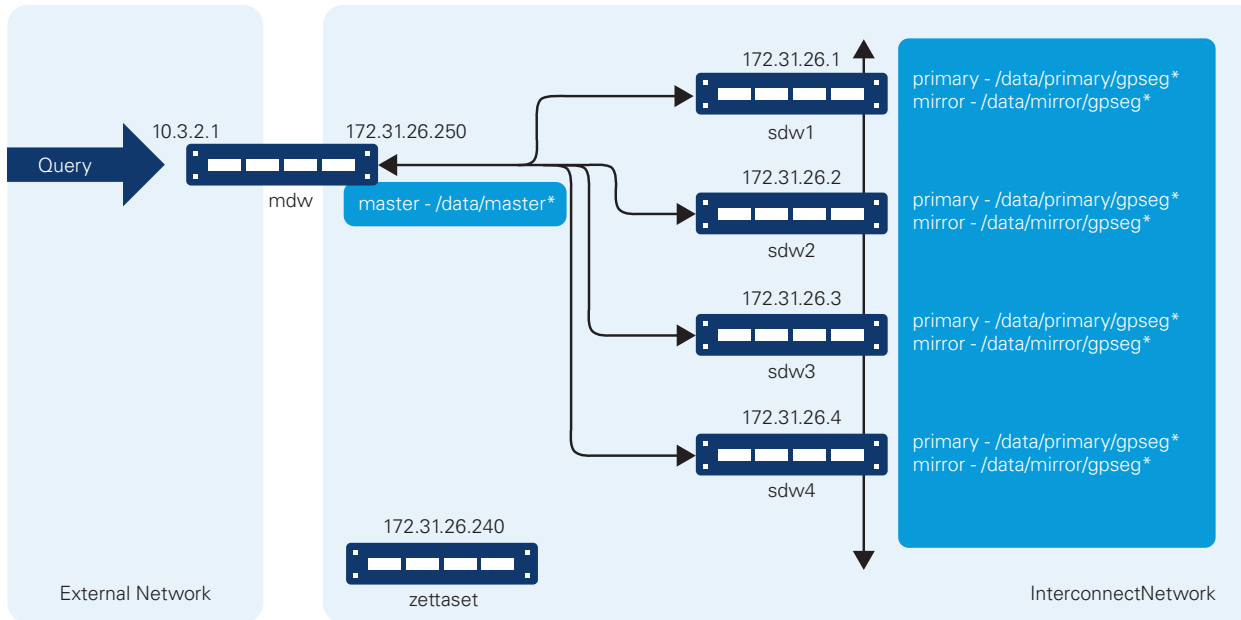 Query
10.3.2.1
mdw
172.31.26.250
master - /data/master*
172.31.26.1
sdw1
primary - /data/primary/gpseg*
mirror - /data/mirror/gpseg*
172.31.26.2
sdw2
primary - /data/primary/gpseg*
mirror - /data/mirror/gpseg*
172.31.26.3
sdw3
primary - /data/primary/gpseg*
mirror - /data/mirror/gpseg*
172.31.26.4
sdw4
primary - /data/primary/gpseg*
mirror - /data/mirror/gpseg*
172.31.26.240
zettaset
External Network
InterconnectNetwork